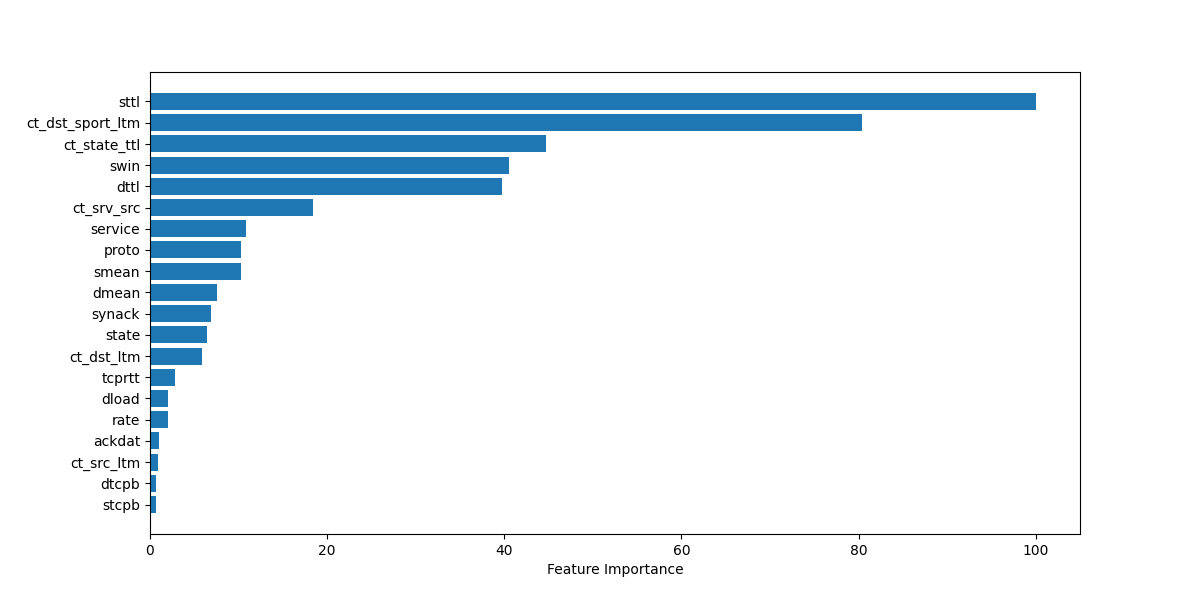 sttl
ct_dst_sport_ltm
ct_state_ttl
swin
dttl
ct_srv_src
service
proto
smean
dmean
synack
state
ct_dst_ltm
tcprtt
dload
rate
ackdat
ct_src_ltm
dtcpb
stcpb
0 20 40 60 80 100
Feature Importance